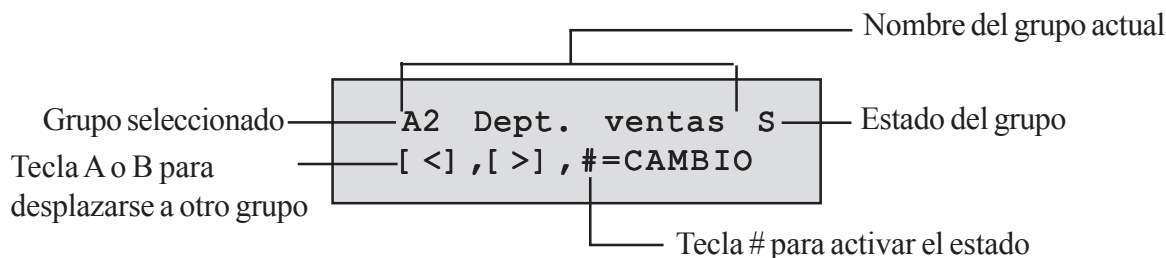 Nombre del grupo actual
Grupo seleccionado
A2 Dept. ventas S
Estado del grupo
Tecla A o B para
desplazarse a otro grupo
[ <] ,[ >] , #=CAMBIO
Tecla # para activar el estado